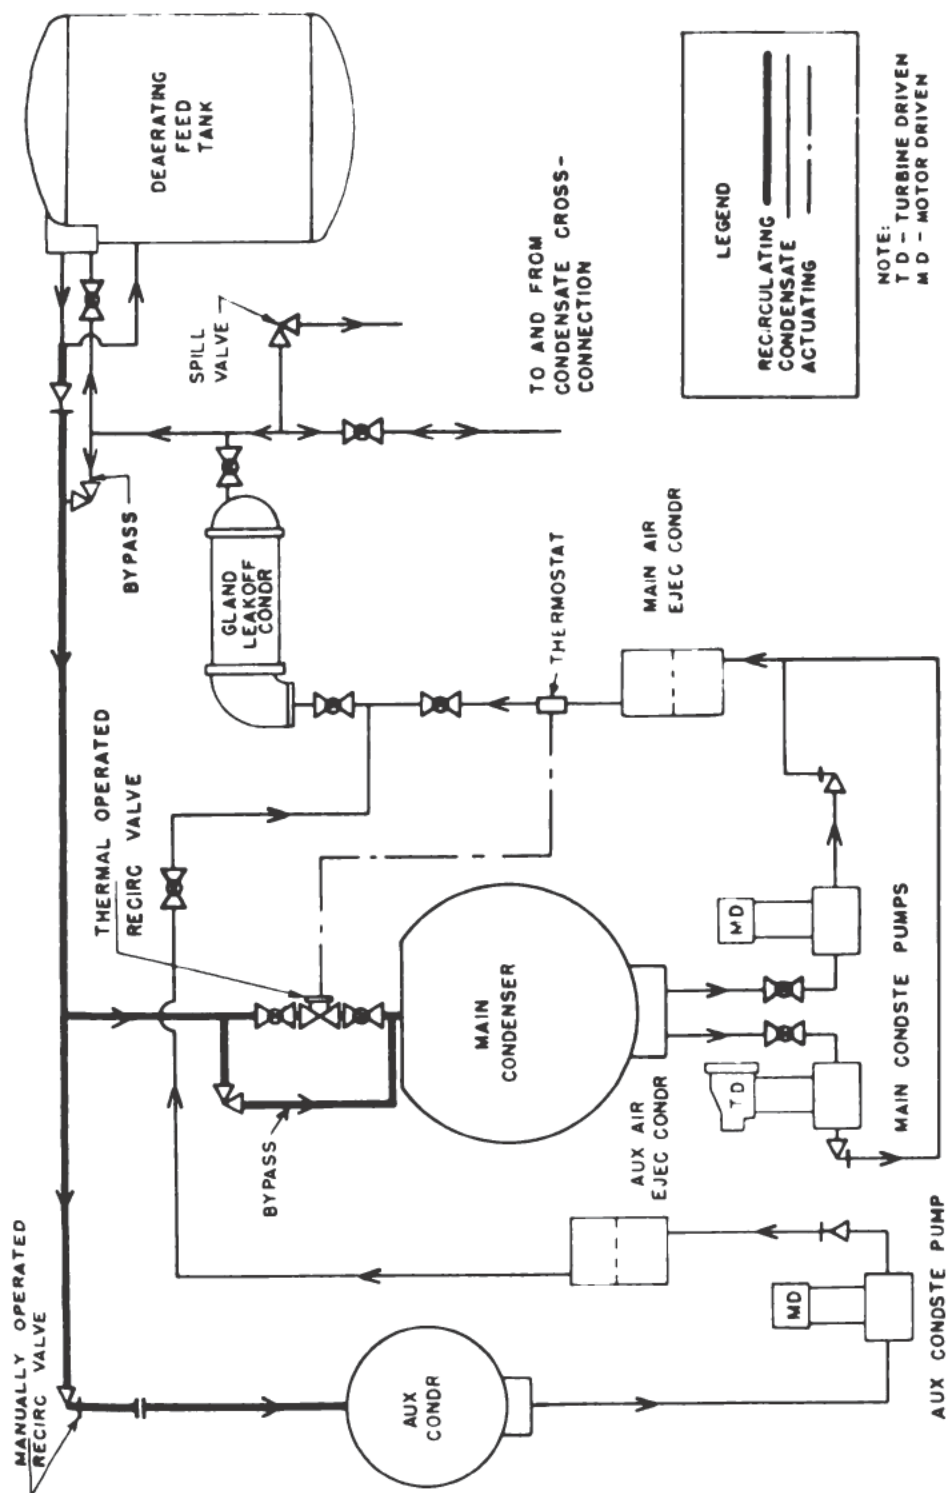 DEAERATING
FEED
TANK
SPILL
VALVE
TO AND FROM
CONDENSATE CROSS-
CONNECTION
LEGEND
RECIRCULATING
CONDENSATE
ACTUATING
NOTE:
TD - TURBINE DRIVEN
MD - MOTOR DRIVEN
BYPASS
GLAND
LEAKOFF
CONDR
THERMOSTAT
MAIN AIR
EJEC CONDR
THERMAL OPERATED
RECIRC VALVE
MAIN
CONDENSER
BYPASS
MD
TD
MAIN CONDSTE PUMPS
AUX AIR
EJEC CONDR
MANUALLY OPERATED
RECIRC VALVE
AUX
CONDR
MD
AUX CONDSTE PUMP